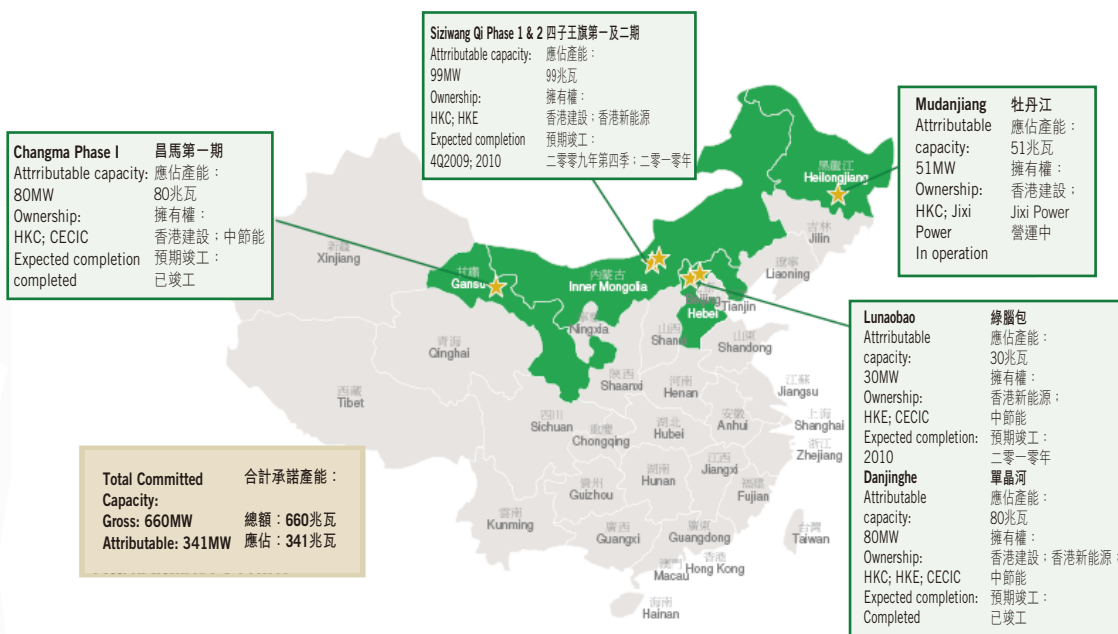 Siziwang Qi Phase 1 & 2 四子王旗第一及二期
Attributable capacity: 應佔產能：
99MW 99兆瓦
Ownership: 擁有權：
HKC; HKE 香港建設；香港新能源
Expected completion 預期竣工：
4Q2009; 2010 二零零九年第四季；二零一零年
Changma Phase I 昌馬第一期
Attributable capacity: 應佔產能：
80MW 80兆瓦
Ownership: 擁有權：
HKC; CECIC 香港建設；中節能
Expected completion 預期竣工：
completed 已竣工
Mudanjiang 牡丹江
Attrributable 應佔產能：
capacity: 51兆瓦
51MW 擁有權：
Ownership: 香港建設；
HKC; Jixi Jixi Power
Power 營運中
In operation
黑龍江
Heilongjiang
吉林
Jilin
遼寧
Liaoning
新疆
Xinjiang
甘肅
Gansu
內蒙古
Inner Mongolia
Beijing
Tianjin
Hebei
寧夏
Ningxia
山西
Shanxi
山東
Shandong
青海
Qinghai
陝西
Shaanxi
河南
Henan
江蘇
Jiangsu
西藏
Tibet
四川
Sichuan
重慶
Chongqing
湖北
Hubei
安徽
Anhui
上海
Shanghai
浙江
Zhejiang
江西
Jiangxi
湖南
Hunan
貴州
Guizhou
福建
Fujian
雲南
Kunming
廣西
Guangxi
廣東
Guangdong
台灣
Taiwan
澳門
Macau
香港
Hong Kong
海南
Hainan
Lunaobao 綠腦包
Attrributable 應佔產能：
capacity: 30兆瓦
30MW 擁有權：
Ownership: 香港新能源；
HKE; CECIC 中節能
Expected completion: 預期竣工：
2010 二零一零年
Danjinghe 單晶河
Attributable 應佔產能：
capacity: 80兆瓦
80MW 擁有權：
Ownership: 香港建設；香港新能源；
HKC; HKE, CECIC 中節能
Expected completion: 預期竣工：
Completed 已竣工
Total Committed 合計承諾產能：
Capacity:
Gross: 660MW 總額：660兆瓦
Attributable: 341MW 應佔：341兆瓦